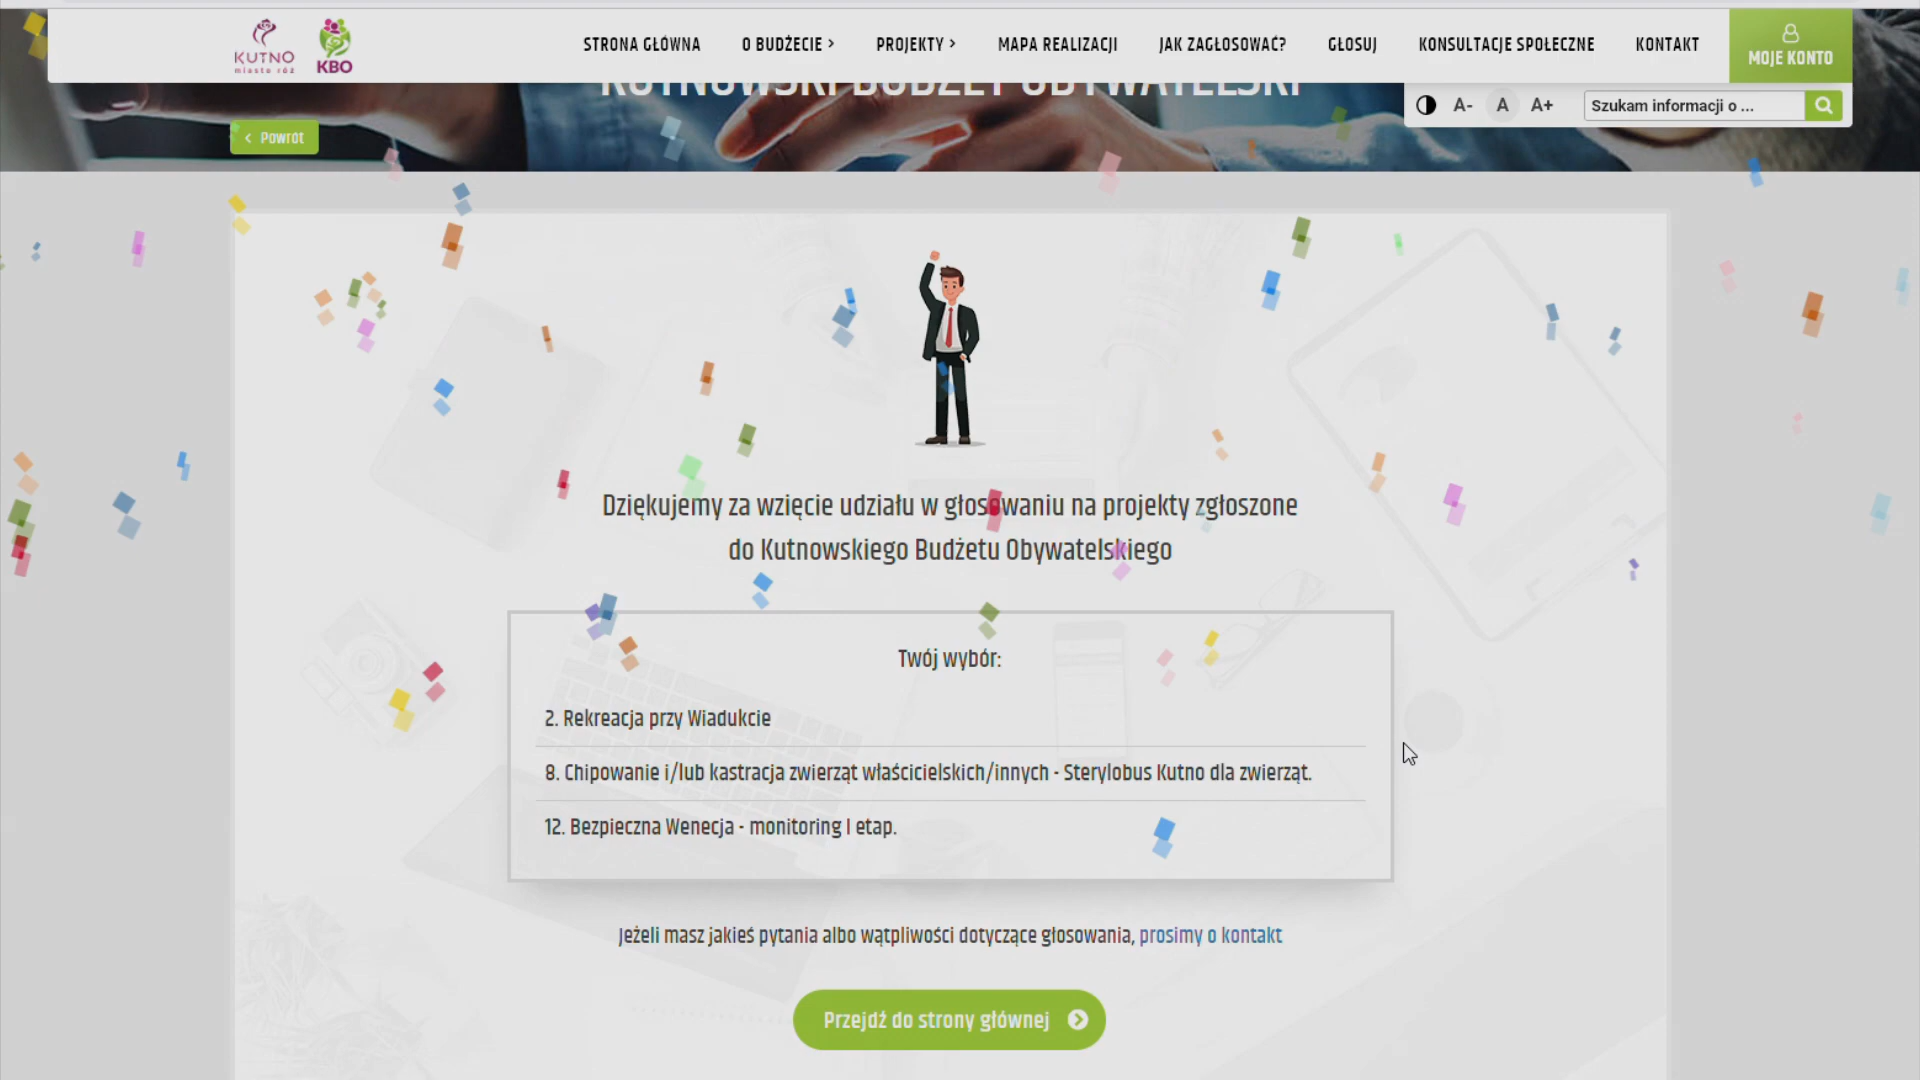 KUTNO
miasto róż
KBO
STRONA GŁÓWNA
O BUDŻECIE
PROJEKTY
MAPA REALIZACJI
JAK ZAGŁOSOWAĆ?
GŁOSUJ
KONSULTACJE SPOŁECZNE
KONTAKT
MOJE KONTO
KUTNOWSKI BUDŻET OBYWATELSKI
A-
A
A+
Szukam informacji o ...
Powrót
Dziękujemy za wzięcie udziału w głosowaniu na projekty zgłoszone
do Kutnowskiego Budżetu Obywatelskiego
Twój wybór:
2. Rekreacja przy Wiadukcie
8. Chipowanie i/lub kastracja zwierząt właścicielskich/innych - Sterylobus Kutno dla zwierząt.
12. Bezpieczna Wenecja - monitoring I etap.
Jeżeli masz jakieś pytania albo wątpliwości dotyczące głosowania, prosimy o kontakt
Przejdź do strony głównej